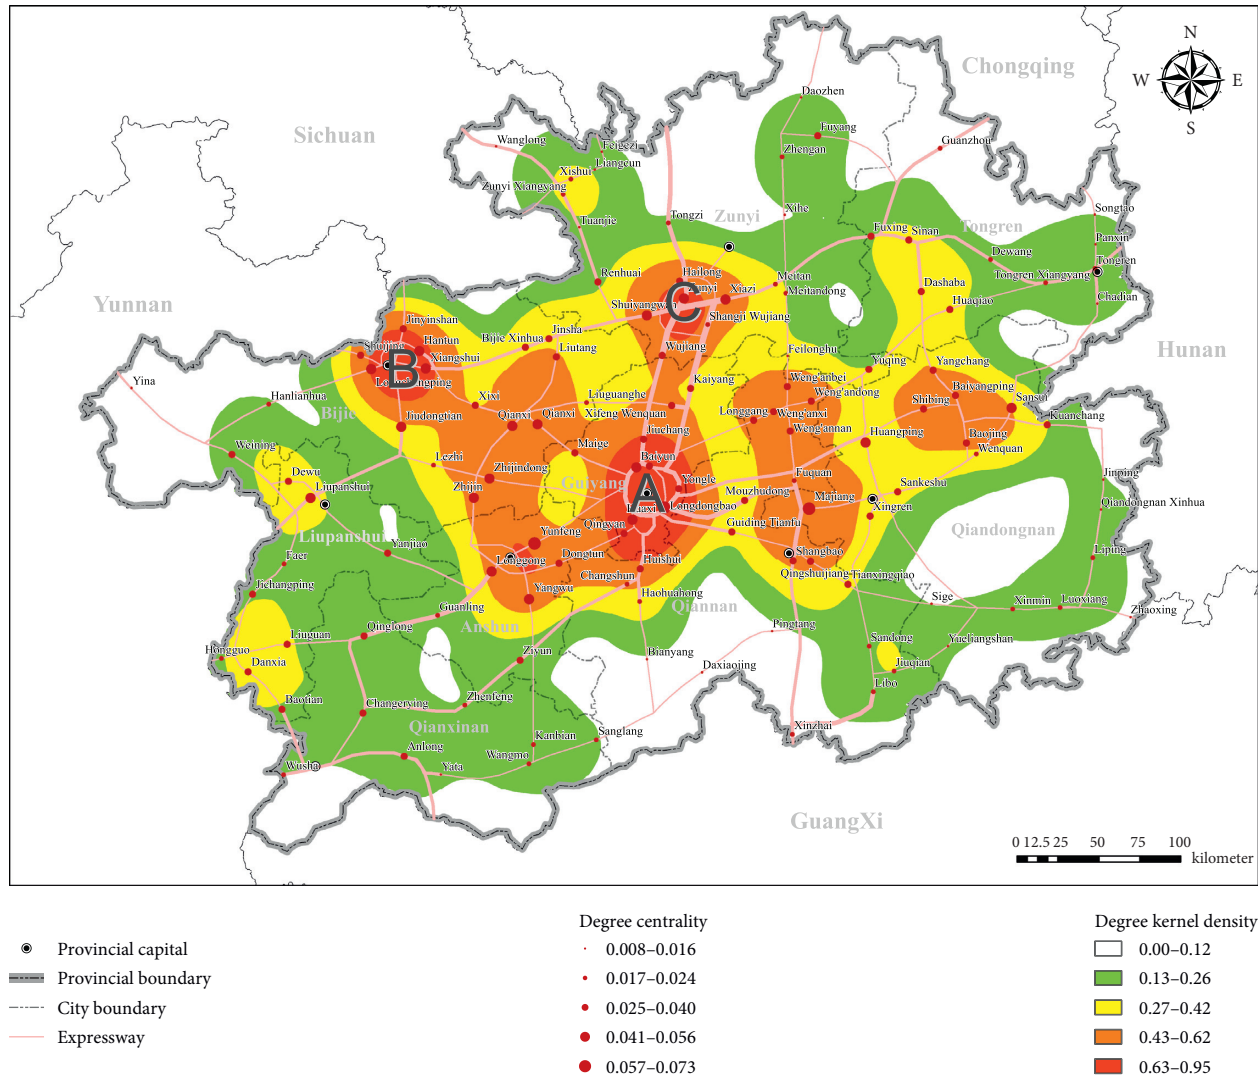 N
W E
S
Chongqing
Sichuan
Yunnan
Hunan
GuangXi
Zunyi
Tongren
Bijie
Guiyang
Liupanshui
Anshun
Qiannan
Qiandongnan
Qianxinan
A
B
C
Daozhen
Fuyang
Zhengan
Guanzhou
Wanglong
Feigezi
Liangcun
Xishui
Zunyi Xiangyang
Tuanjie
Tongzi
Xihe
Songtao
Fuxing
Sinan
Panxin
Dewang
Tongren
Tongren Xiangyang
Renhuai
Hailong
Zunyi
Xiazi
Meitan
Meitandong
Dashaba
Huaqiao
Chadian
Shuiyangwan
Shangji Wujiang
Jinyinshan
Hantun
Jinsha
Bijie Xinhua
Liutang
Wujiang
Feilonghu
Yuqing
Yangchang
Xiangshui
Yina
Hanlianhua
Kaiyang
Weng'anbei
Weng'andong
Baiyangping
Shibing
Sansui
Xixi
Liuguanghe
Jiudongtian
Qianxi
Qianxi
Xifeng Wenquan
Longgang
Weng'anxi
Weng'annan
Kuanchang
Weining
Jiuchang
Huangping
Baojing
Wenquan
Maige
Lezhi
Baiyun
Dewu
Zhijindong
Fuquan
Jinping
Liupanshui
Zhijin
Yongle
Mouzhudong
Sankeshu
Longdongbao
Majiang
Qiandongnan Xinhua
Huaxi
Xingren
Qingyan
Guiding Tianfu
Yunfeng
Yanjiao
Faer
Dongtun
Longgong
Huishui
Shangbao
Liping
Changshun
Qingshuijiang
Tianxingqiao
Jichangping
Yangwu
Haohuahong
Sige
Guanling
Xinmin
Luoxiang
Zhaoxing
Qinglong
Pingtang
Liuguan
Sandong
Yueliangshan
Hongguo
Ziyun
Bianyang
Daxiaojing
Danxia
Jiuqian
Libo
Baotian
Changerying
Zhenfeng
Xinzhai
Kanbian
Sanglang
Anlong
Wangmo
Wusha
Yata
0 12.5 25 50 75 100
kilometer
Provincial capital
Provincial boundary
City boundary
Expressway
Degree centrality
0.008–0.016
0.017–0.024
0.025–0.040
0.041–0.056
0.057–0.073
Degree kernel density
0.00–0.12
0.13–0.26
0.27–0.42
0.43–0.62
0.63–0.95